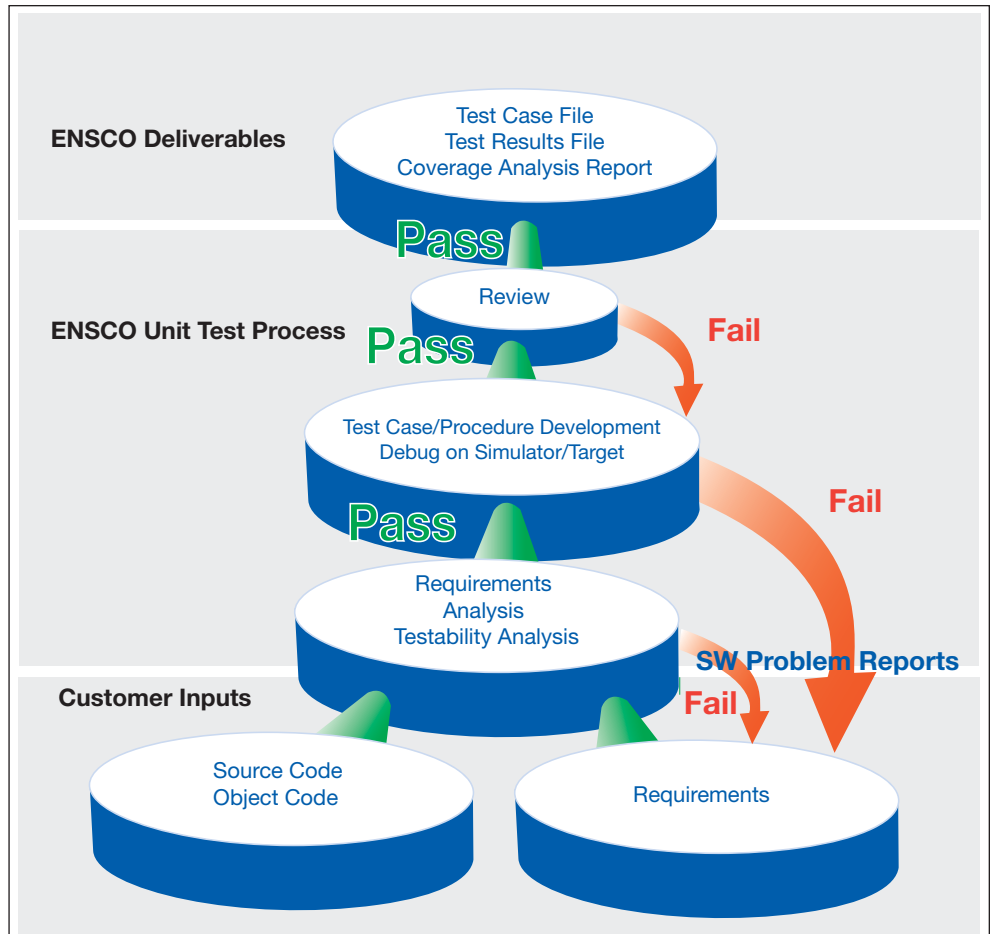 ENSCO Deliverables
Test Case File
Test Results File
Coverage Analysis Report
Pass
ENSCO Unit Test Process
Review
Fail
Pass
Test Case/Procedure Development
Debug on Simulator/Target
Fail
Pass
Requirements
Analysis
Testability Analysis
SW Problem Reports
Customer Inputs
Fail
Source Code
Object Code
Requirements